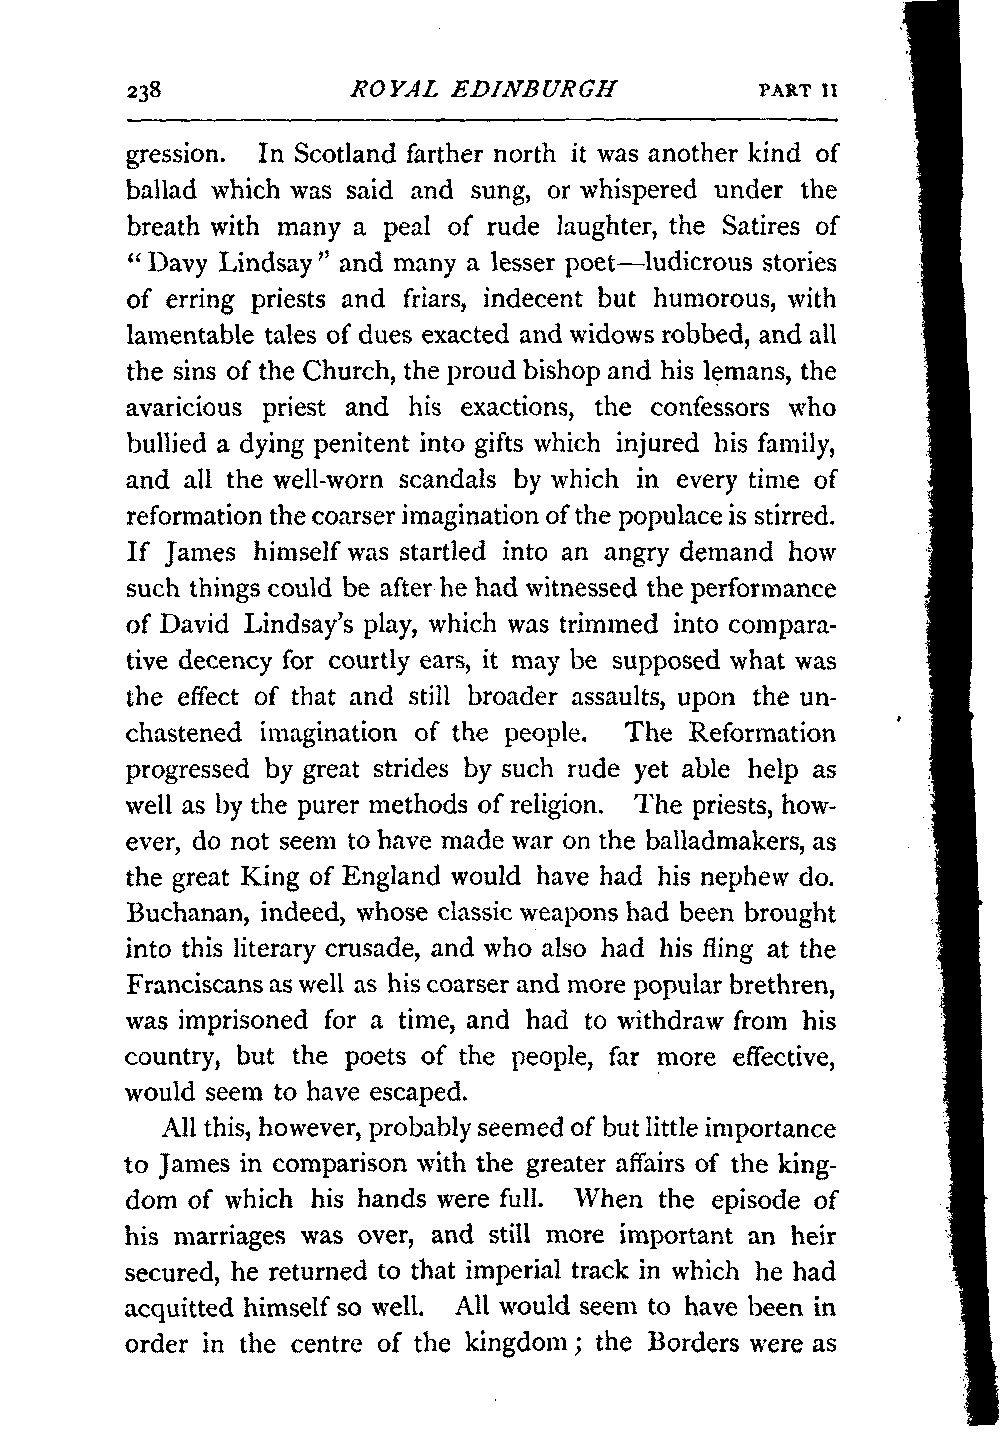 238 ROYAL EDINBURGH PART II
gression. In Scotland farther north it was another kind of
ballad which was said and sung, or whispered under the
breath with many a peal of rude laughter, the Satires of
“Davy Lindsay” and many a lesser poet—ludicrous stories
of erring priests and friars, indecent but humorous, with
lamentable tales of dues exacted and widows robbed, and all
the sins of the Church, the proud bishop and his lemans, the
avaricious priest and his exactions, the confessors who
bullied a dying penitent into gifts which injured his family,
and all the well-worn scandals by which in every time of
reformation the coarser imagination of the populace is stirred.
If James himself was startled into an angry demand how
such things could be after he had witnessed the performance
of David Lindsay’s play, which was trimmed into compara-
tive decency for courtly ears, it may be supposed what was
the effect of that and still broader assaults, upon the un-
chastened imagination of the people. The Reformation
progressed by great strides by such rude yet able help as
well as by the purer methods of religion. The priests, how-
ever, do not seem to have made war on the balladmakers, as
the great King of England would have had his nephew do.
Buchanan, indeed, whose classic weapons had been brought
into this literary crusade, and who also had his fling at the
Franciscans as well as his coarser and more popular brethren,
was imprisoned for a time, and had to withdraw from his
country, but the poets of the people, far more effective,
would seem to have escaped.
All this, however, probably seemed of but little importance
to James in comparison with the greater affairs of the king-
dom of which his hands were full. When the episode of
his marriages was over, and still more important an heir
secured, he returned to that imperial track in which he had
acquitted himself so well. All would seem to have been in
order in the centre of the kingdom; the Borders were as